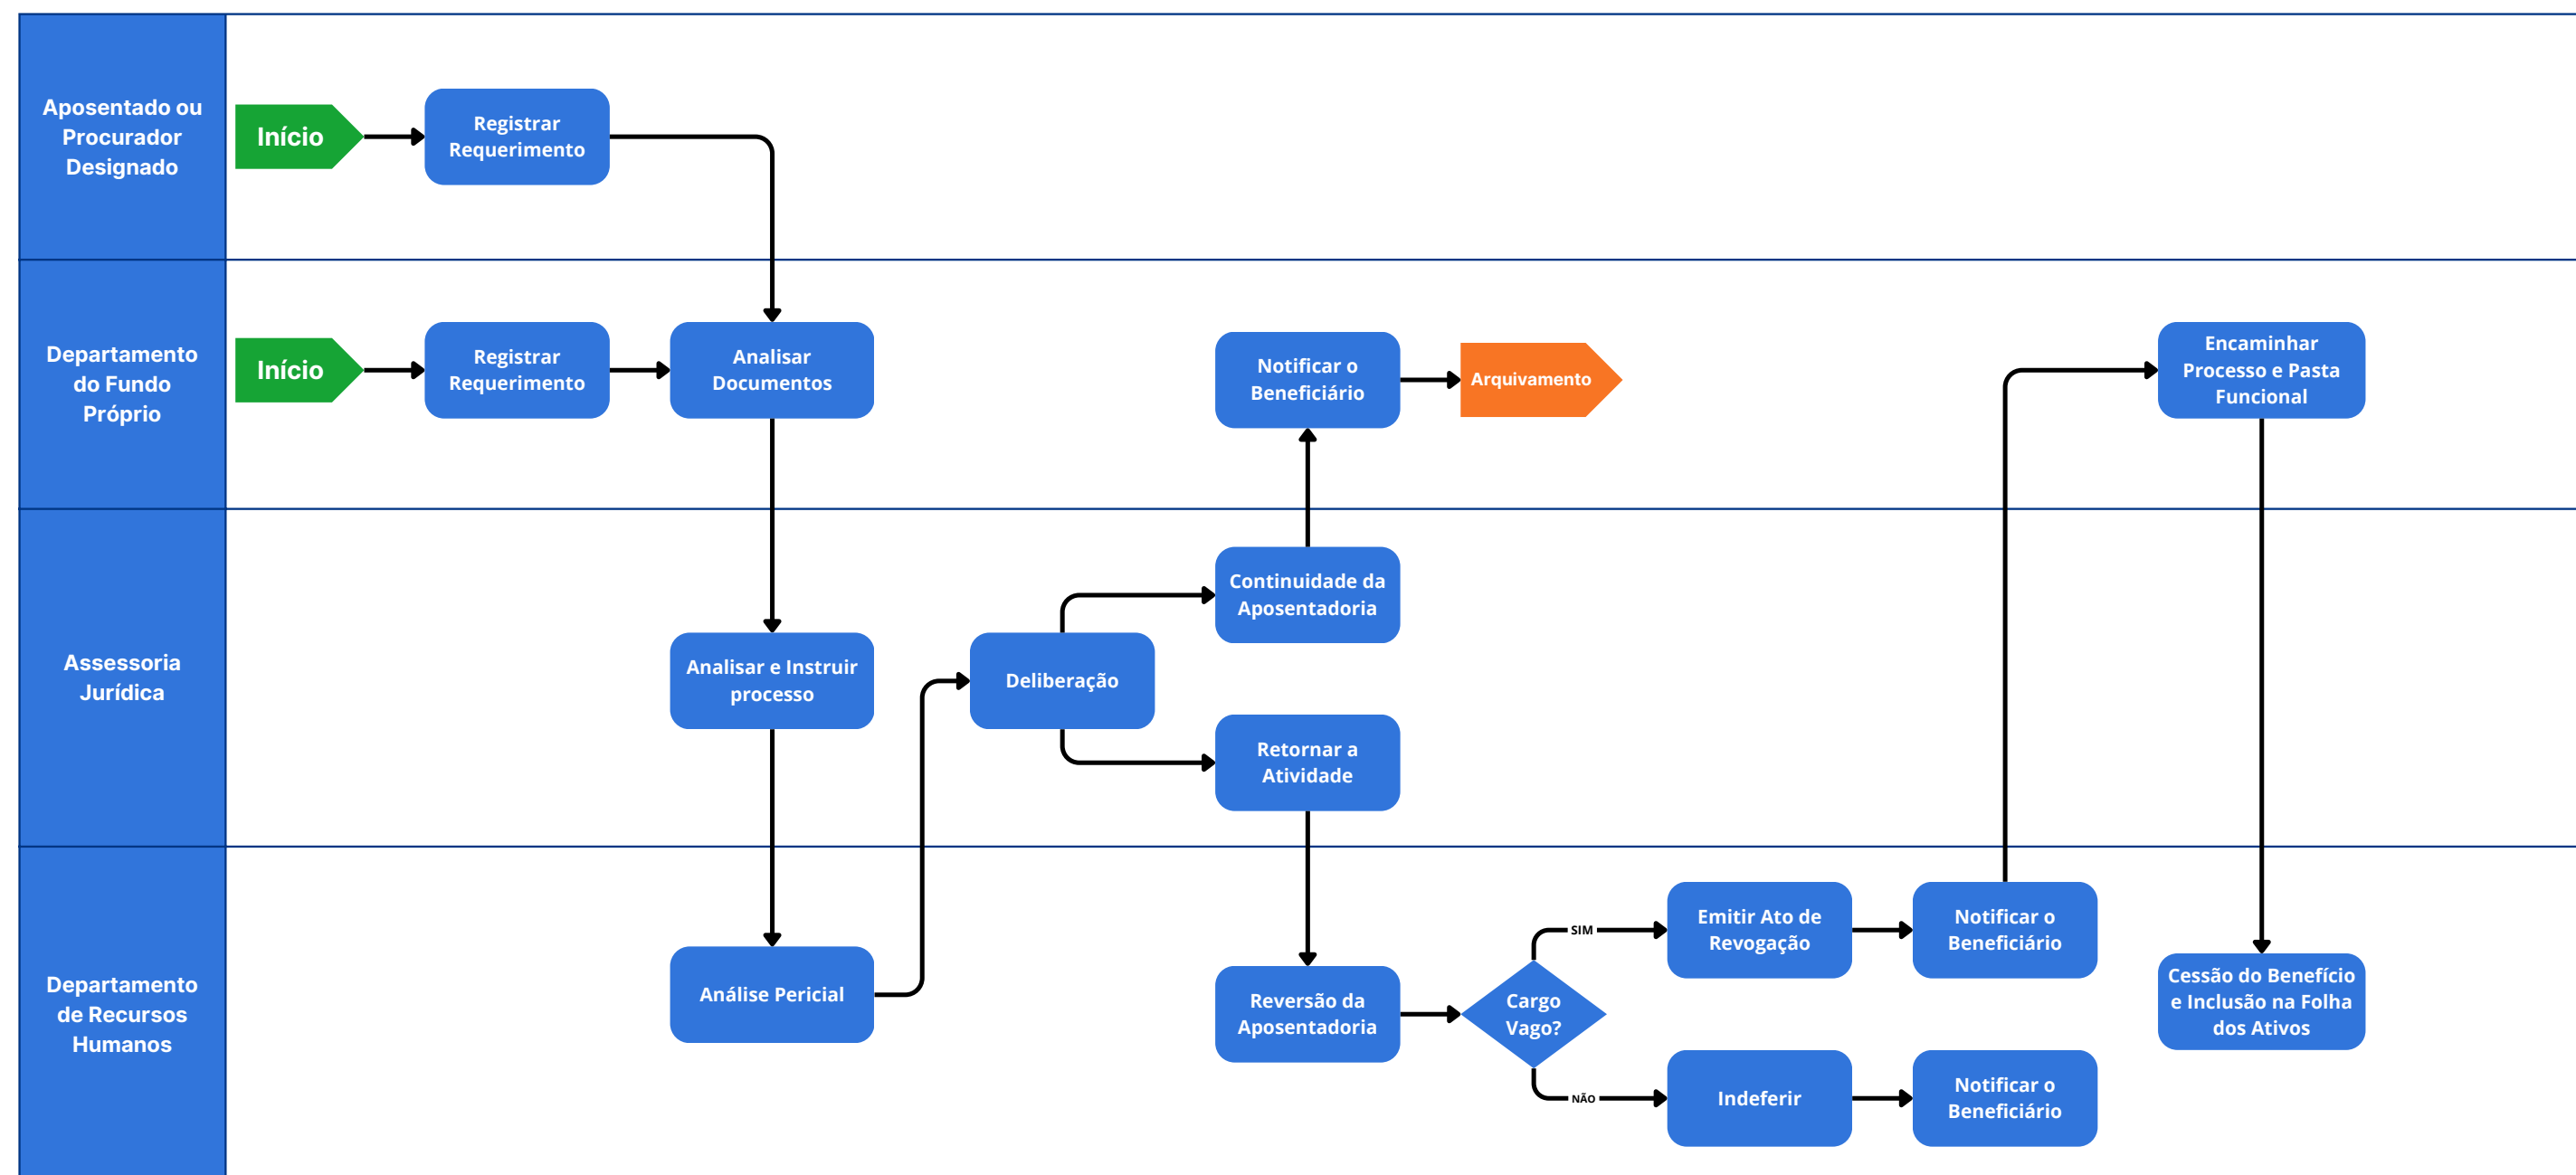 Aposentado ou
Procurador
Designado
Início
Registrar
Requerimento
Departamento
do Fundo
Próprio
Início
Registrar
Requerimento
Analisar
Documentos
Notificar o
Beneficiário
Arquivamento
Encaminhar
Processo e Pasta
Funcional
Assessoria
Jurídica
Analisar e Instruir
processo
Deliberação
Continuidade da
Aposentadoria
Retornar a
Atividade
Departamento
de Recursos
Humanos
Análise Pericial
Reversão da
Aposentadoria
Cargo
Vago?
SIM
Emitir Ato de
Revogação
Notificar o
Beneficiário
NÃO
Indeferir
Notificar o
Beneficiário
Cessão do Benefício
e Inclusão na Folha
dos Ativos